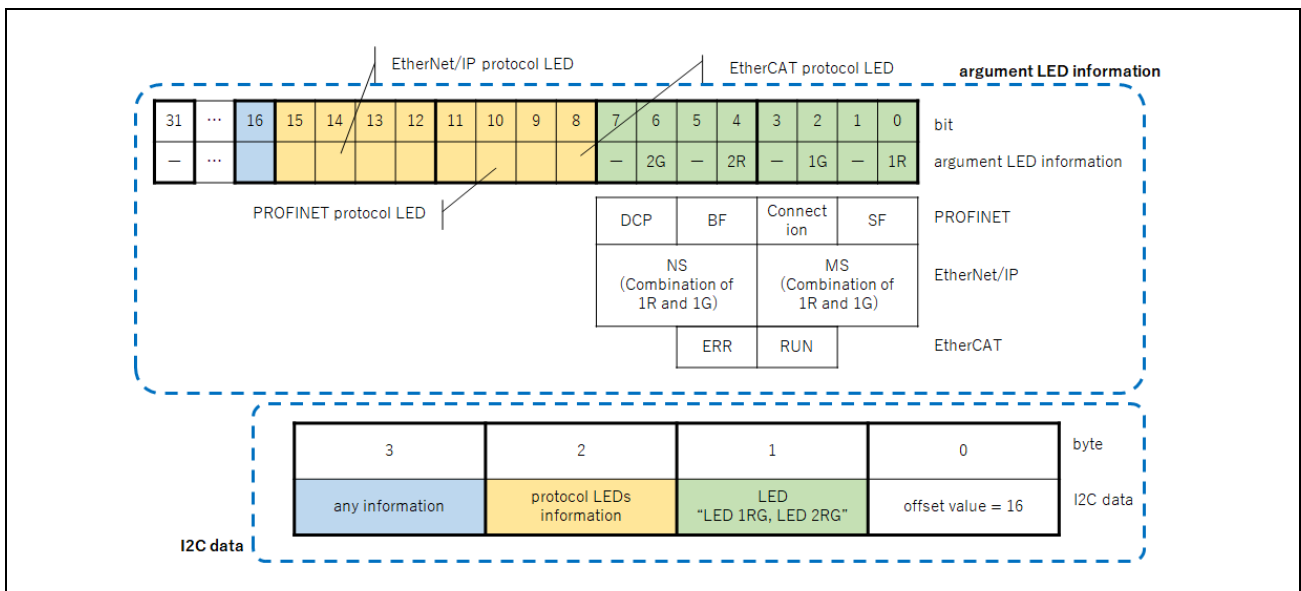 EtherNet/IP protocol LED
EtherCAT protocol LED
argument LED information
31 … 16 15 14 13 12 11 10 9 8 7 6 5 4 3 2 1 0 bit
— … — 2G — 2R — 1G — 1R argument LED information
PROFINET protocol LED
DCP BF Connect SF PROFINET
ion
NS MS
(Combination of (Combination of EtherNet/IP
1R and 1G) 1R and 1G)
ERR RUN EtherCAT
3 2 1 0 byte
any information protocol LEDs LED offset value = 16 I2C data
information “LED 1RG, LED 2RG”
I2C data